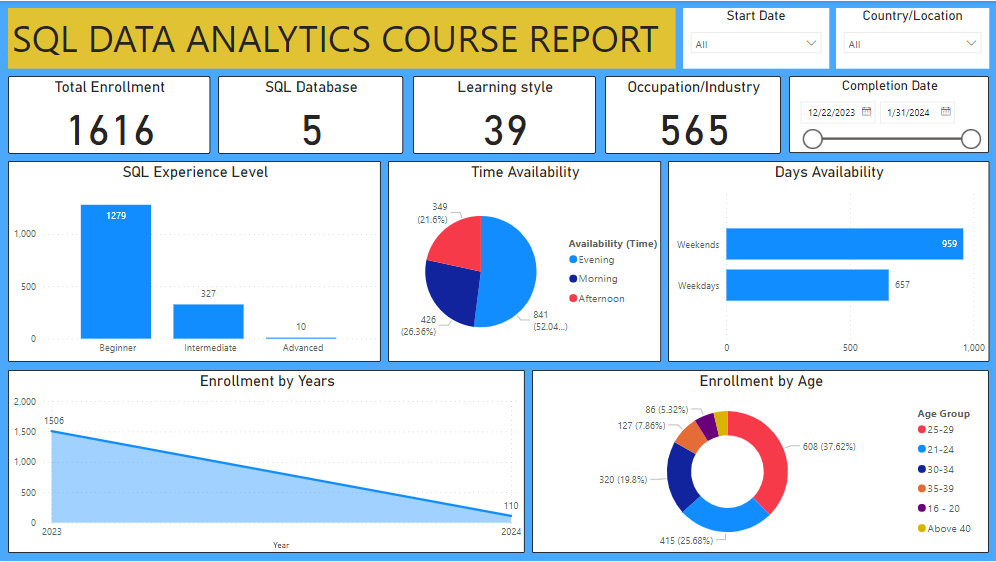 SQL DATA ANALYTICS COURSE REPORT
Start Date
All
Country/Location
All
Total Enrollment
1616
SQL Database
5
Learning style
39
Occupation/Industry
565
Completion Date
12/22/2023
1/31/2024
SQL Experience Level
1,000
500
0
1279
327
10
Beginner
Intermediate
Advanced
Time Availability
349
(21.6%)
426
(26.36%)
841
(52.04...)
Availability (Time)
Evening
Morning
Afternoon
Days Availability
Weekends
959
Weekdays
657
0
500
1,000
Enrollment by Years
2,000
1,500
1,000
500
0
1506
110
2023
2024
Year
Enrollment by Age
86 (5.32%)
127 (7.86%)
320 (19.8%)
415 (25.68%)
608 (37.62%)
Age Group
25-29
21-24
30-34
35-39
16 - 20
Above 40